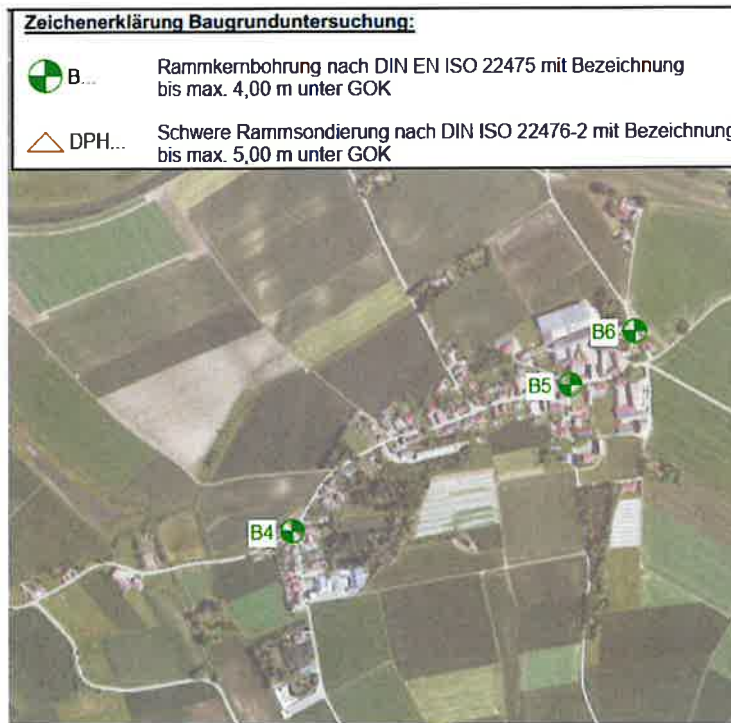 Zeichenerklärung Baugrunduntersuchung:
B...
Rammkernbohrung nach DIN EN ISO 22475 mit Bezeichnung
bis max. 4,00 m unter GOK
DPH...
Schwere Rammsondierung nach DIN ISO 22476-2 mit Bezeichnung
bis max. 5,00 m unter GOK
B6
B5
B4